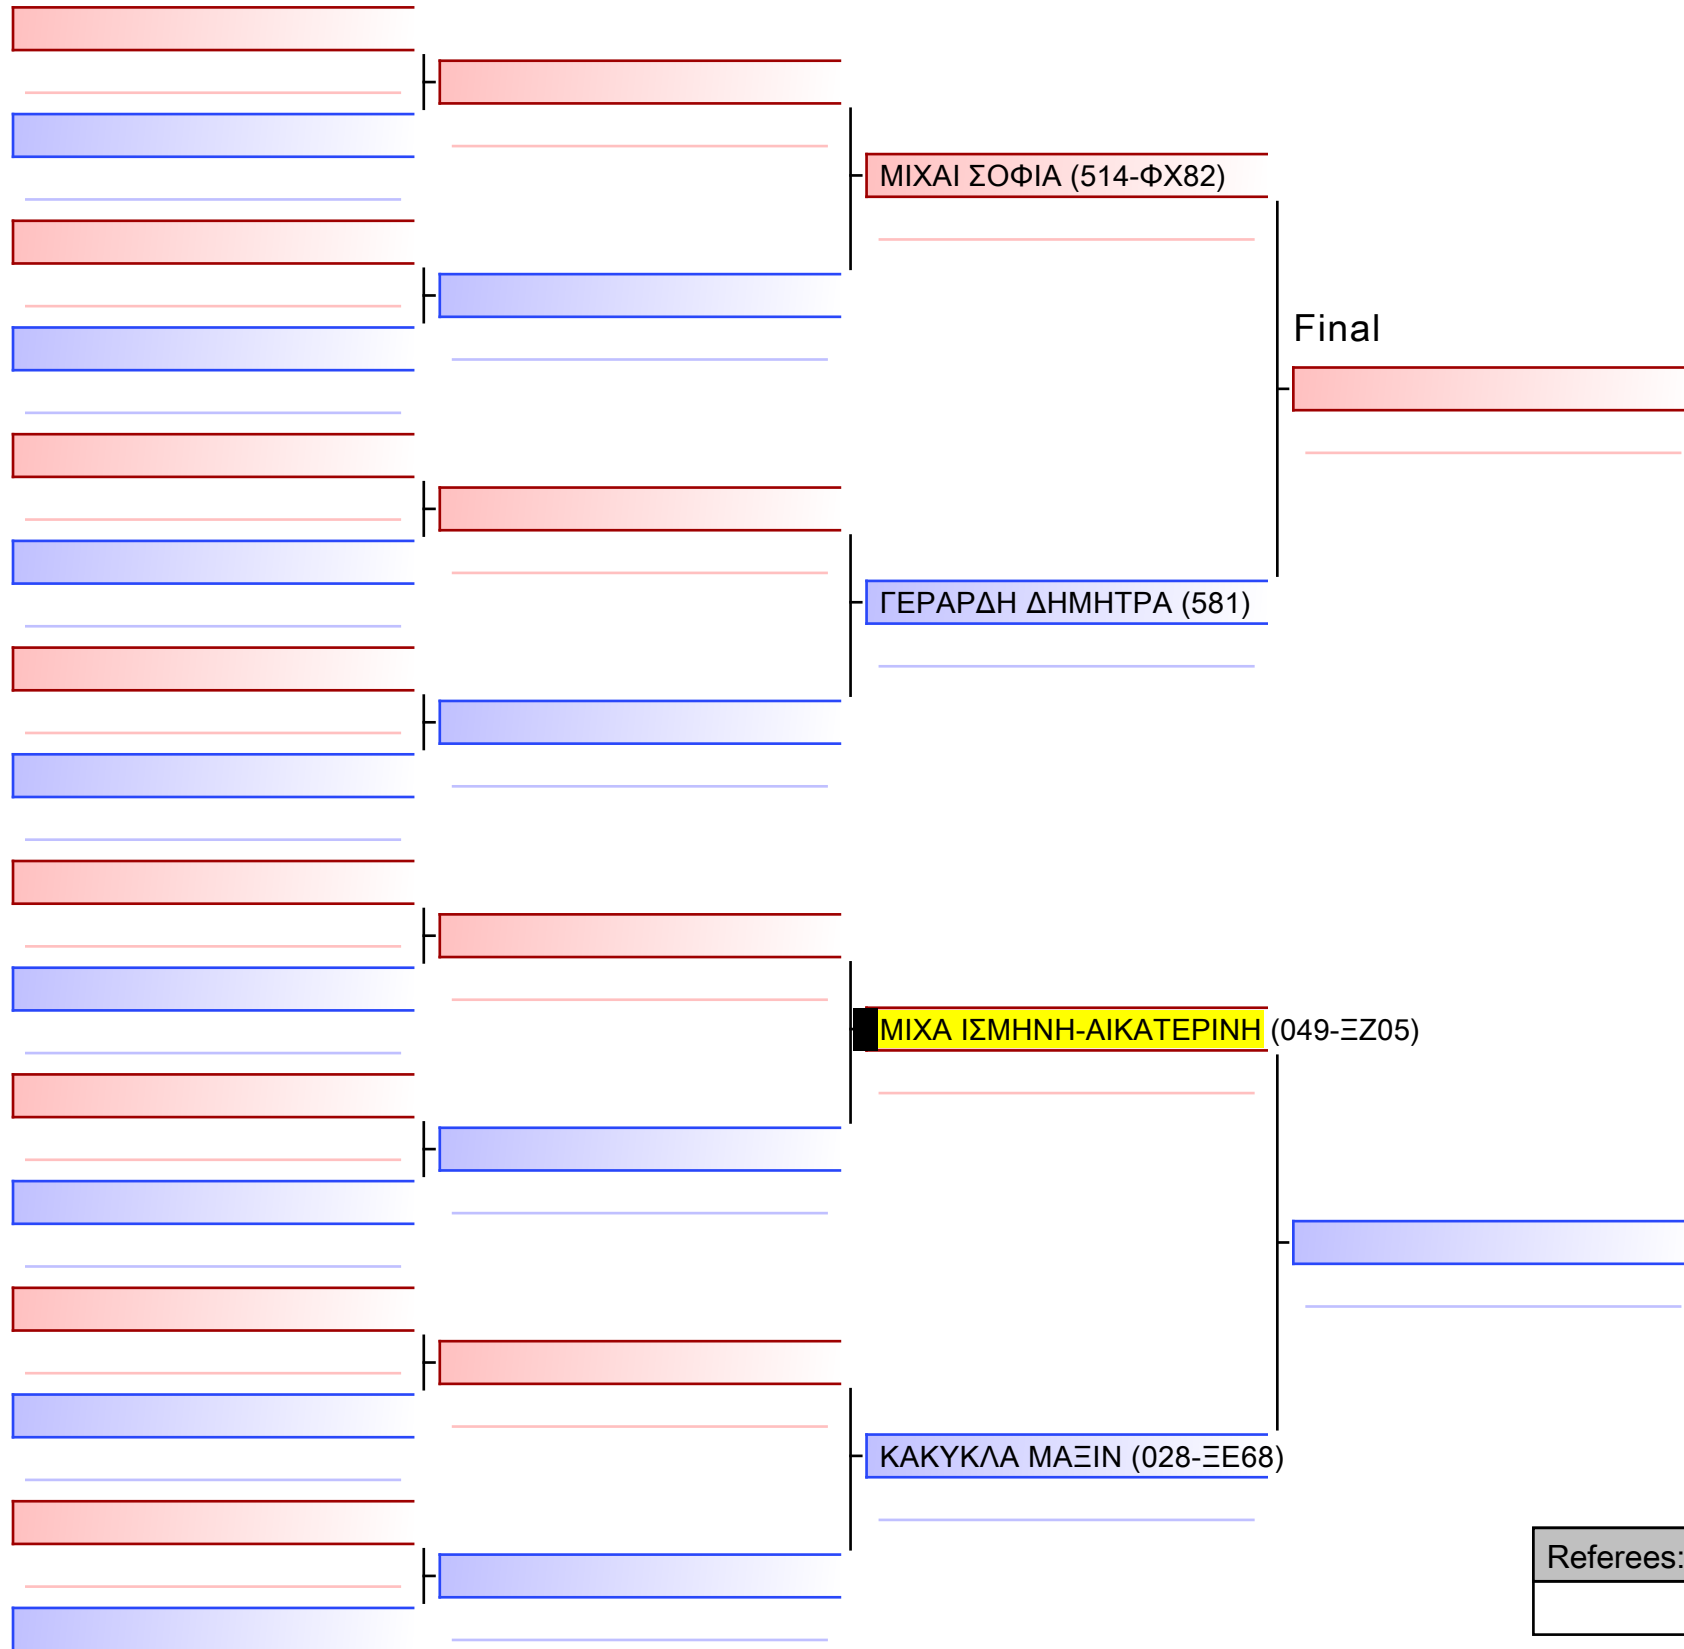 ΜΙΧΑΙ ΣΟΦΙΑ (514-ΦΧ82)
Final
ΓΕΡΑΡΔΗ ΔΗΜΗΤΡΑ (581)
ΜΙΧΑ ΙΣΜΗΝΗ-ΑΙΚΑΤΕΡΙΝΗ (049-ΞΖ05)
ΚΑΚΥΚΛΑ ΜΑΞΙΝ (028-ΞΕ68)
Referees: